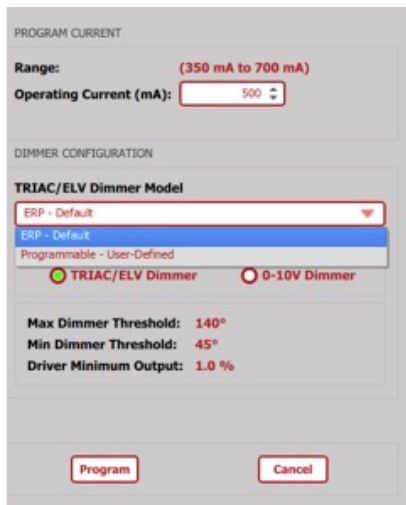 PROGRAM CURRENT
Range: (350 mA to 700 mA)
Operating Current (mA): 500
DIMMER CONFIGURATION
TRIAC/ELV Dimmer Model
ERP - Default
ERP - Default
Programmable - User-Defined
TRIAC/ELV Dimmer 0-10V Dimmer
Max Dimmer Threshold: 140°
Min Dimmer Threshold: 45°
Driver Minimum Output: 1.0 %
Program Cancel